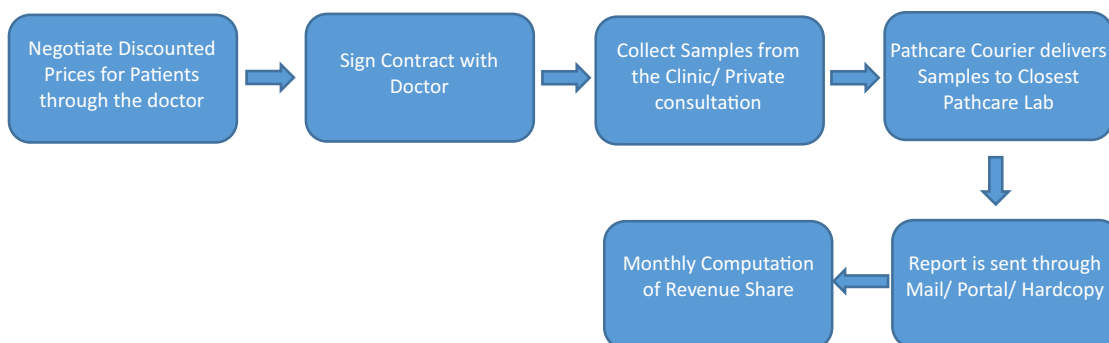 Negotiate Discounted
Prices for Patients
through the doctor
Sign Contract with
Doctor
Collect Samples from
the Clinic/ Private
consultation
Pathcare Courier delivers
Samples to Closest
Pathcare Lab
Report is sent through
Mail/ Portal/ Hardcopy
Monthly Computation
of Revenue Share